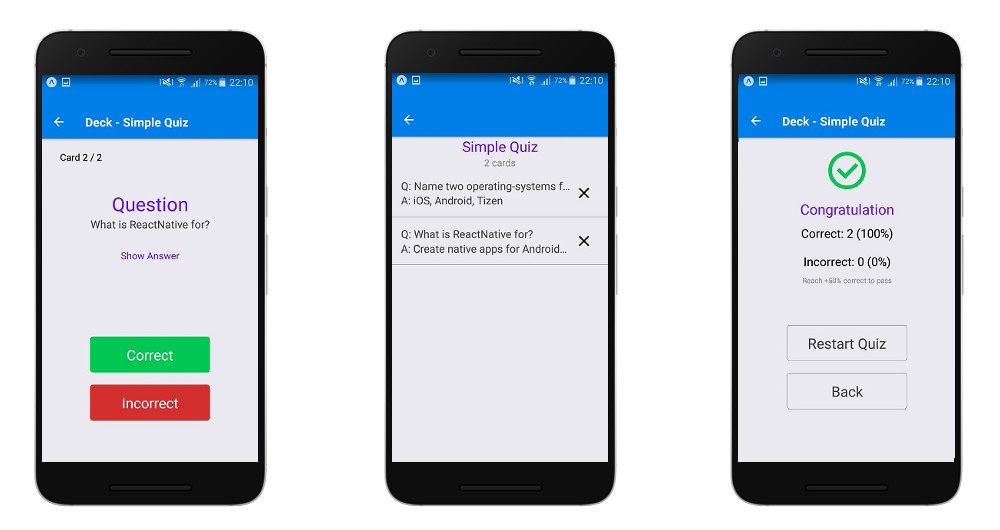 72% 22:10
Deck - Simple Quiz
Card 2 / 2
Question
What is ReactNative for?
Show Answer
Correct
Incorrect
72% 22:10
Simple Quiz
2 cards
Q: Name two operating-systems f...
A: iOS, Android, Tizen
Q: What is ReactNative for?
A: Create native apps for Android...
72% 22:10
Deck - Simple Quiz
Congratulation
Correct: 2 (100%)
Incorrect: 0 (0%)
Reach +50% correct to pass
Restart Quiz
Back